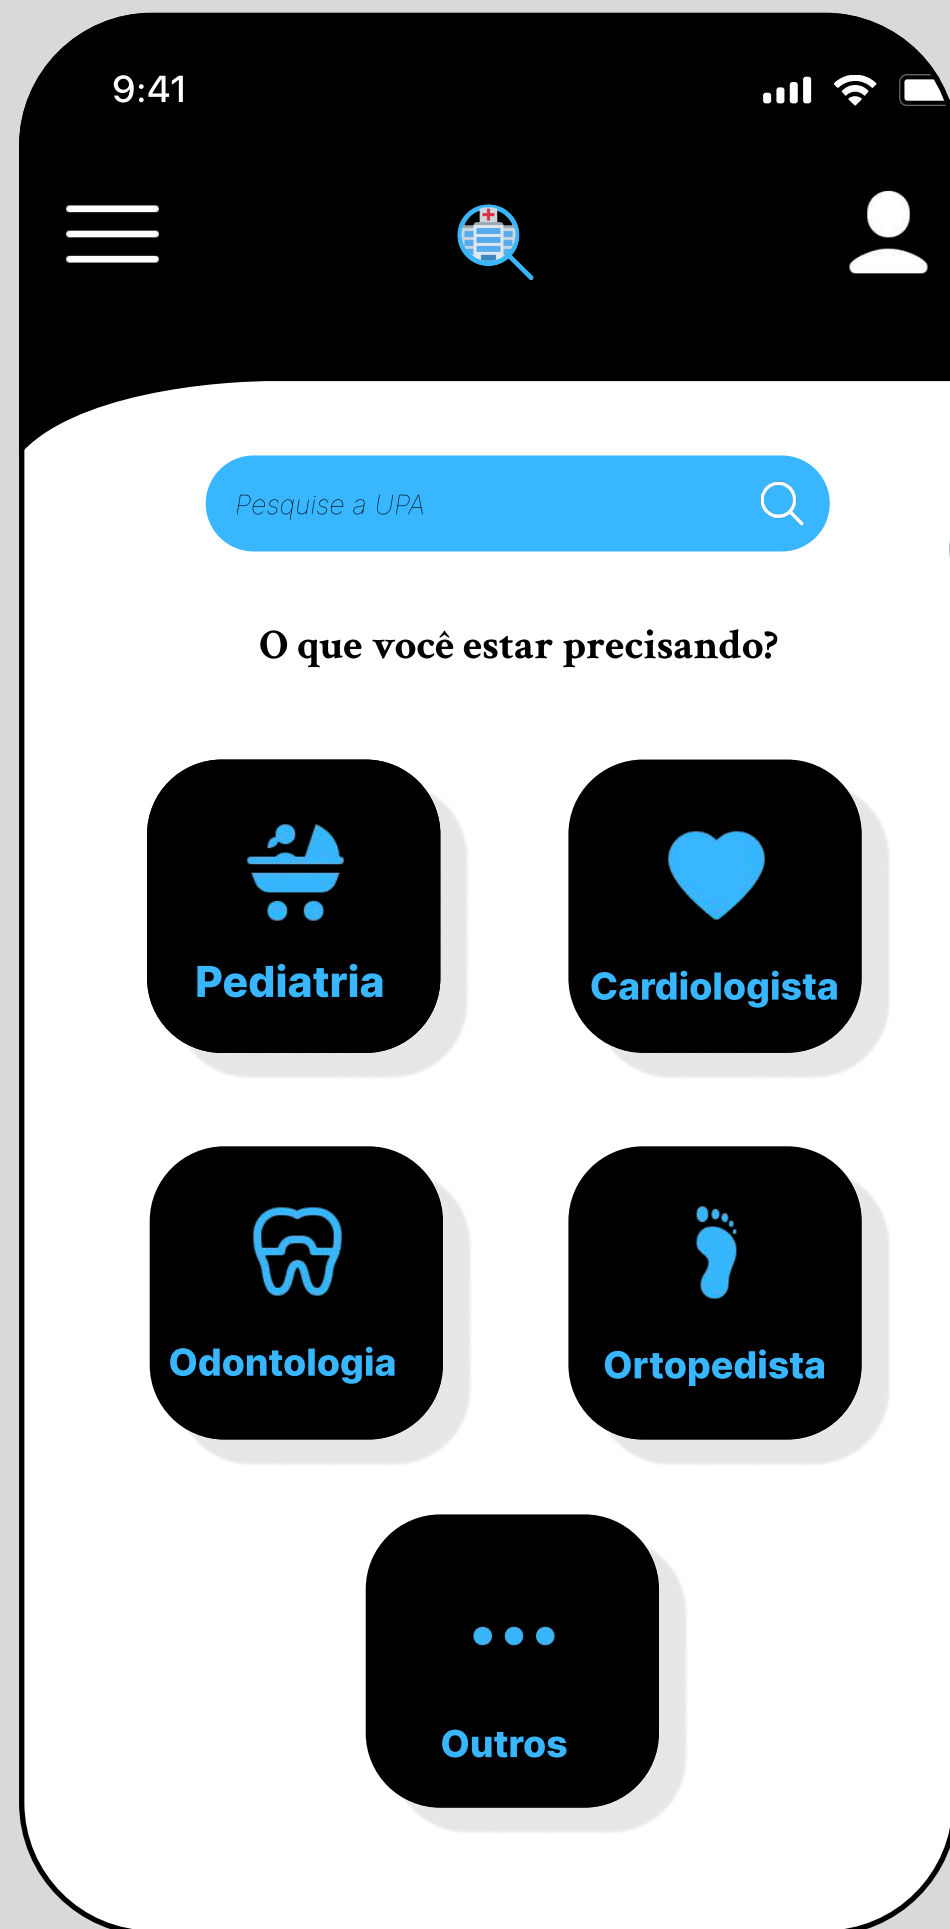 9:41
Pesquise a UPA
O que você estar precisando?
Pediatria
Cardiologista
Odontologia
Ortopedista
Outros